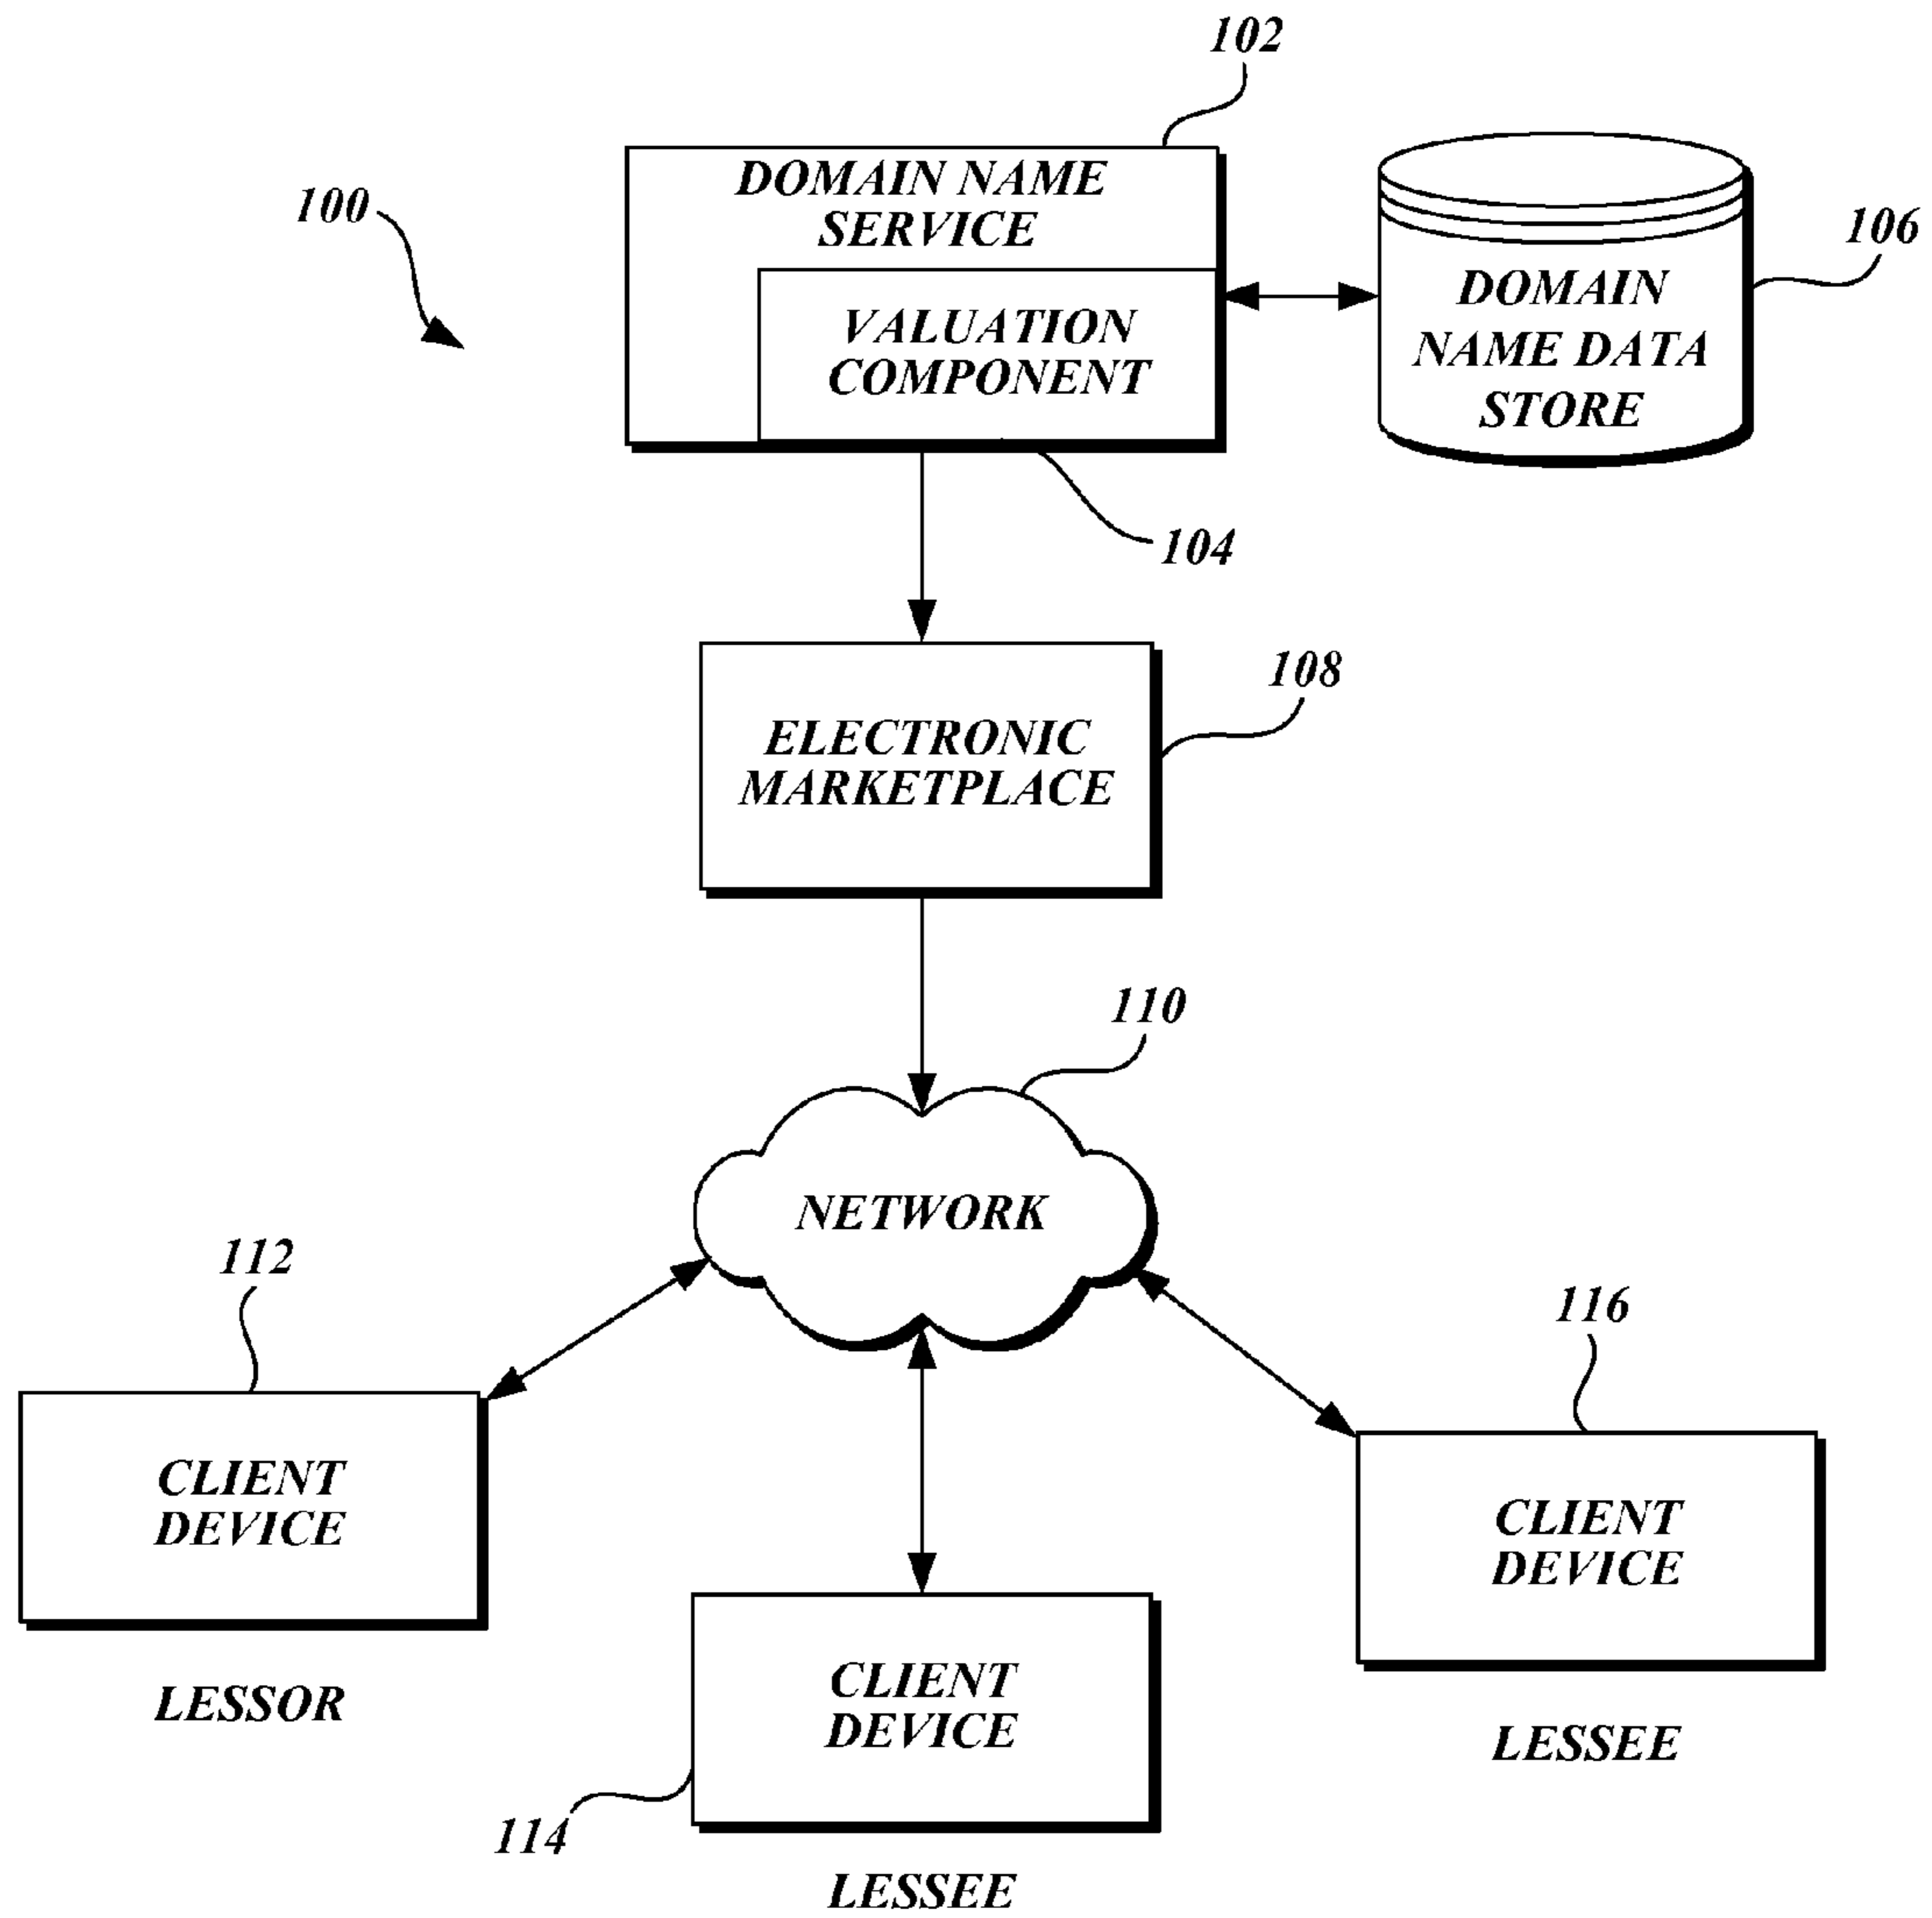 102
100
DOMAIN NAME
SERVICE
106
DOMAIN
NAME DATA
STORE
VALUATION
COMPONENT
104
108
ELECTRONIC
MARKETPLACE
110
NETWORK
112
116
CLIENT
DEVICE
CLIENT
DEVICE
LESSOR
CLIENT
DEVICE
LESSEE
114
LESSEE